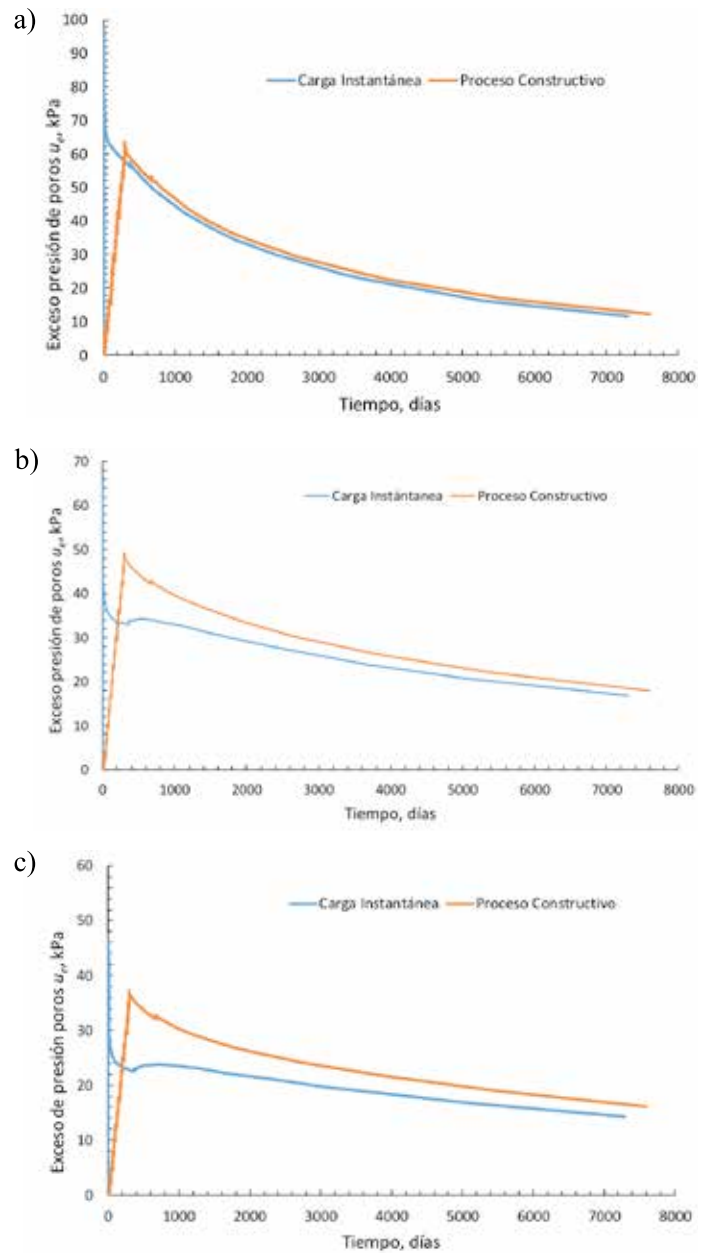 a)
100
90
80
70
60
50
40
30
20
10
0
Exceso presión de poros ue, kPa
Carga Instantánea
Proceso Constructivo
0 1000 2000 3000 4000 5000 6000 7000 8000
Tiempo, días
b)
70
60
50
40
30
20
10
0
Exceso presión de poros ue, kPa
Carga Instántanea
Proceso Constructivo
0 1000 2000 3000 4000 5000 6000 7000 8000
Tiempo, días
c)
60
50
40
30
20
10
0
Exceso de presión poros ue, kPa
Carga Instantánea
Proceso Constructivo
0 1000 2000 3000 4000 5000 6000 7000 8000
Tiempo, días